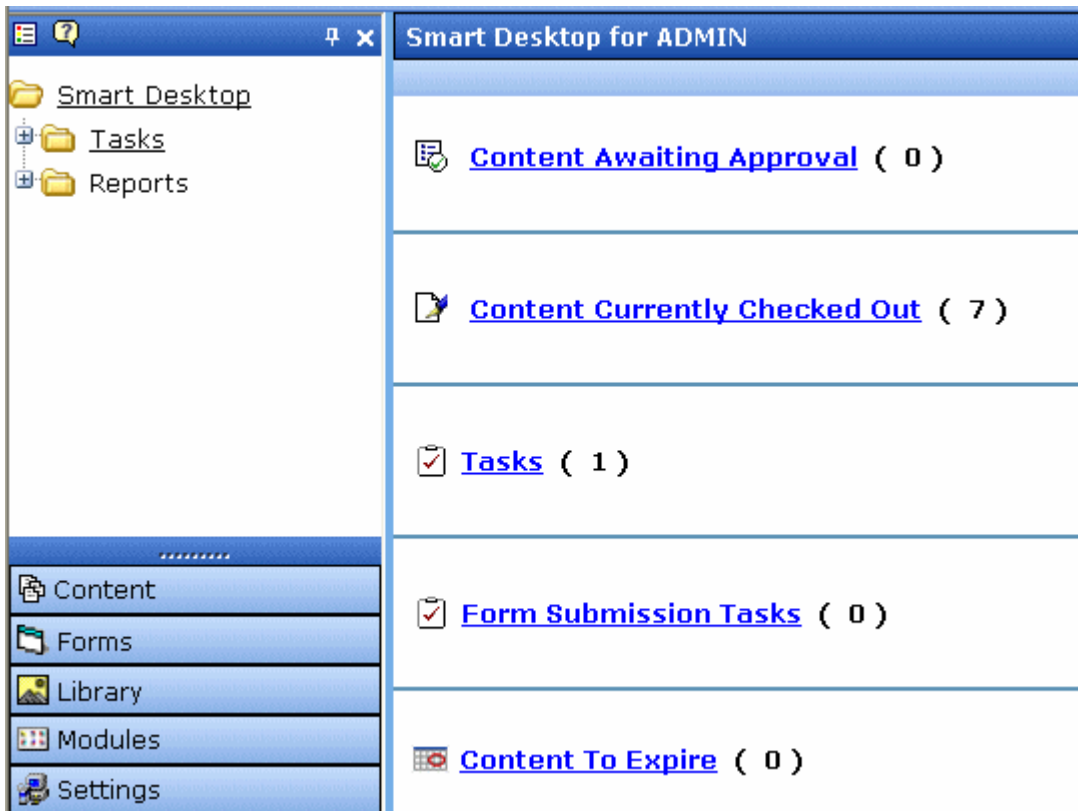 Smart Desktop for ADMIN
Smart Desktop
Tasks
Reports
Content
Forms
Library
Modules
Settings
Content Awaiting Approval ( 0 )
Content Currently Checked Out ( 7 )
Tasks ( 1 )
Form Submission Tasks ( 0 )
Content To Expire ( 0 )